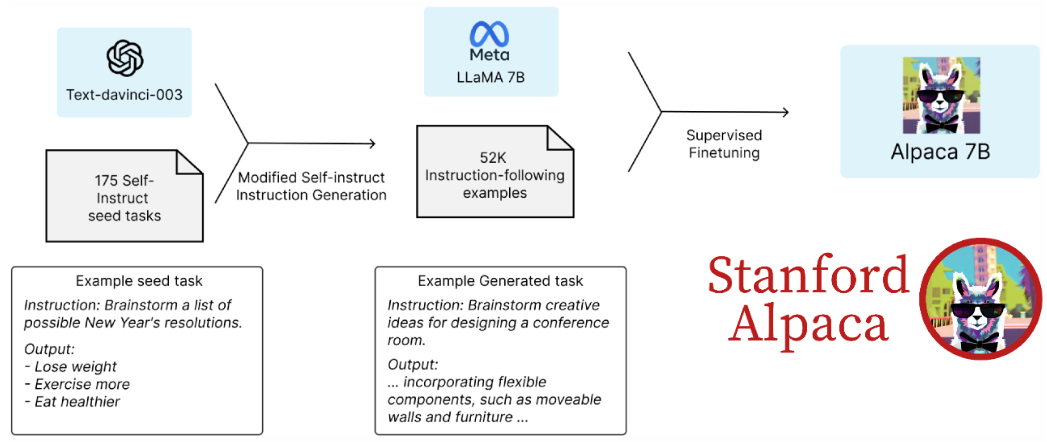 Text-davinci-003
175 Self-
Instruct
seed tasks
Modified Self-instruct
Instruction Generation
Meta
LLaMA 7B
52K
Instruction-following
examples
Supervised
Finetuning
Alpaca 7B
Example seed task
Instruction: Brainstorm a list of
possible New Year's resolutions.
Output:
- Lose weight
- Exercise more
- Eat healthier
Example Generated task
Instruction: Brainstorm creative
ideas for designing a conference
room.
Output:
... incorporating flexible
components, such as moveable
walls and furniture ...
Stanford
Alpaca